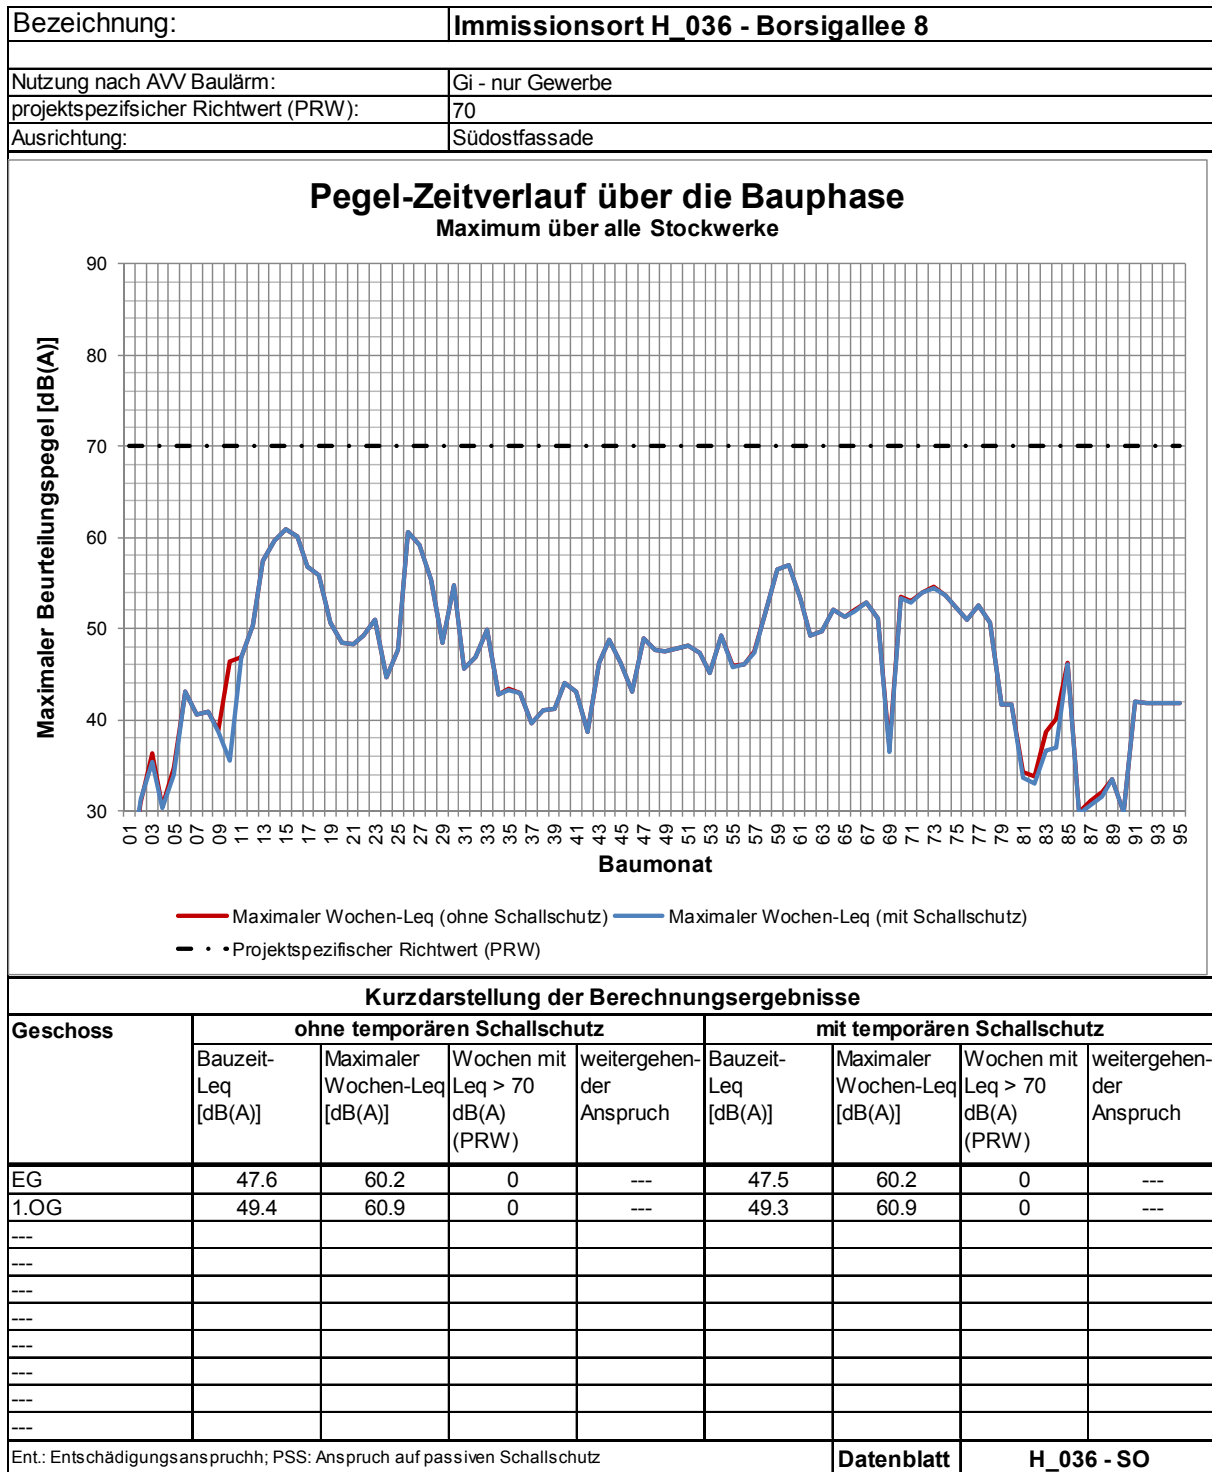 Bezeichnung: Immissionsort H_036 - Borsigallee 8
Nutzung nach AVV Baulärm: Gi - nur Gewerbe
projektspezifsicher Richtwert (PRW): 70
Ausrichtung: Südostfassade
Pegel-Zeitverlauf über die Bauphase
Maximum über alle Stockwerke
Maximaler Beurteilungspegel [dB(A)]
90
80
70
60
50
40
30
01 03 05 07 09 11 13 15 17 19 21 23 25 27 29 31 33 35 37 39 41 43 45 47 49 51 53 55 57 59 61 63 65 67 69 71 73 75 77 79 81 83 85 87 89 91 93 95
Baumonat
Maximaler Wochen-Leq (ohne Schallschutz) Maximaler Wochen-Leq (mit Schallschutz)
Projektspezifischer Richtwert (PRW)
Kurzdarstellung der Berechnungsergebnisse
Geschoss ohne temporären Schallschutz mit temporären Schallschutz
Bauzeit- Maximaler Wochen mit weitergehen- Bauzeit- Maximaler Wochen mit weitergehen-
Leq Wochen-Leq Leq > 70 der Leq Wochen-Leq Leq > 70 der
[dB(A)] [dB(A)] dB(A) Anspruch [dB(A)] [dB(A)] dB(A) Anspruch
(PRW) (PRW)
EG 47.6 60.2 0 --- 47.5 60.2 0 ---
1.OG 49.4 60.9 0 --- 49.3 60.9 0 ---
---
---
---
---
---
---
---
---
Ent.: Entschädigungsanspruchh; PSS: Anspruch auf passiven Schallschutz Datenblatt H_036 - SO